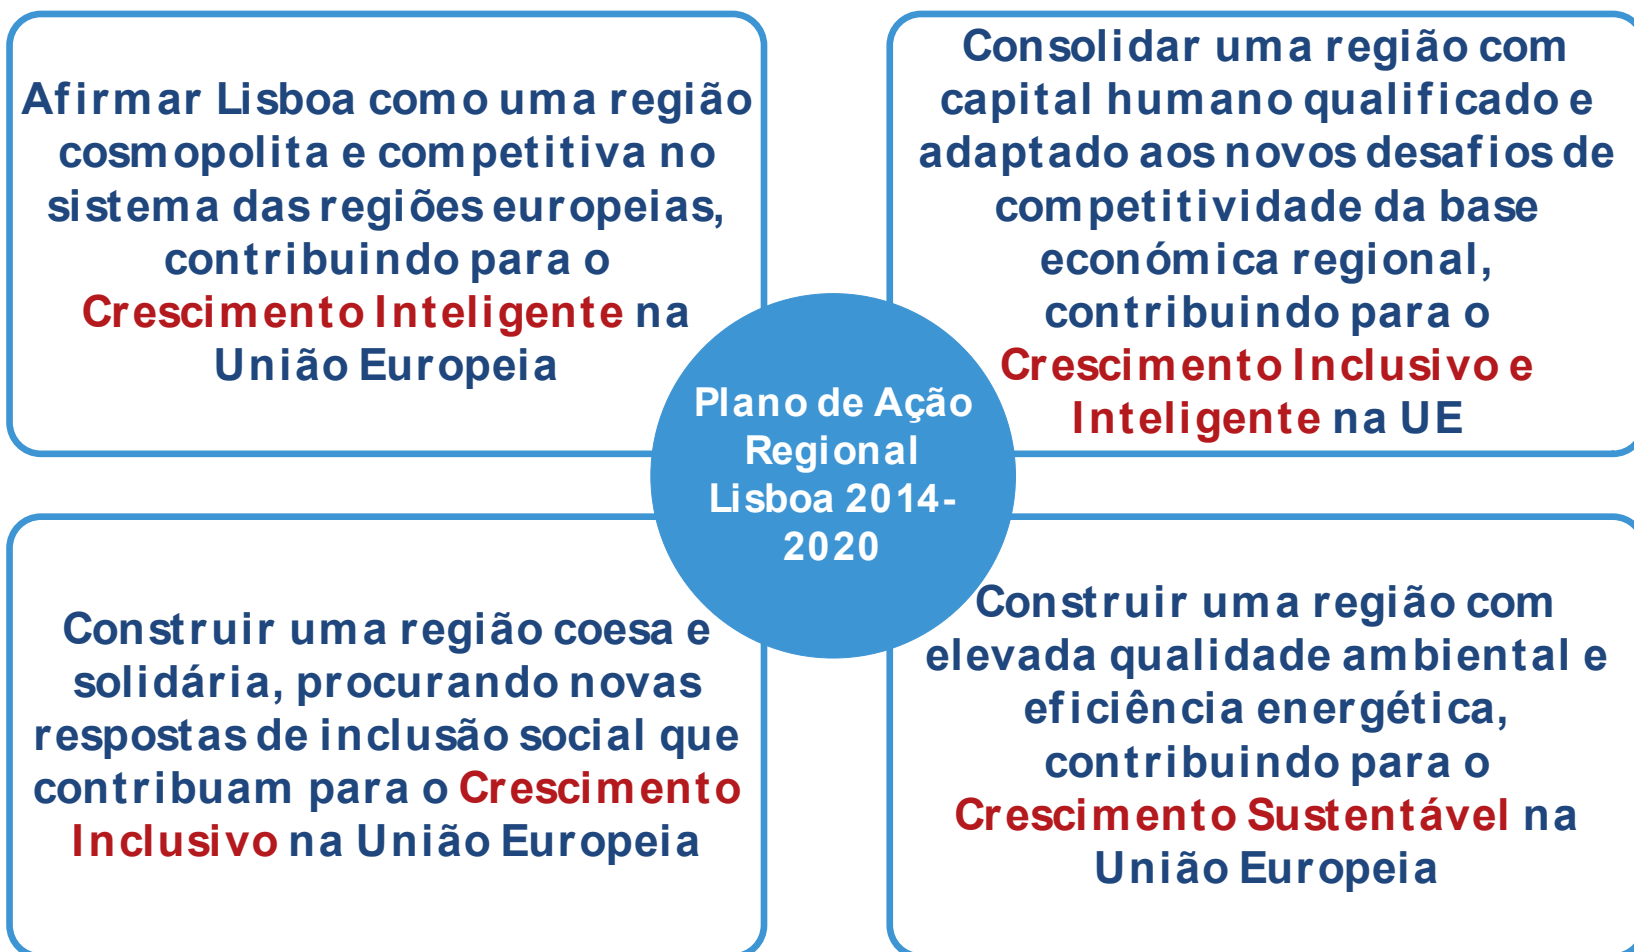 Afirmar Lisboa como uma região
cosmopolita e competitiva no
sistema das regiões europeias,
contribuindo para o
Crescimento Inteligente na
União Europeia
Consolidar uma região com
capital humano qualificado e
adaptado aos novos desafios de
competitividade da base
económica regional,
contribuindo para o
Crescimento Inclusivo e
Inteligente na UE
Plano de Ação
Regional
Lisboa 2014-
2020
Construir uma região coesa e
solidária, procurando novas
respostas de inclusão social que
contribuam para o Crescimento
Inclusivo na União Europeia
Construir uma região com
elevada qualidade ambiental e
eficiência energética,
contribuindo para o
Crescimento Sustentável na
União Europeia